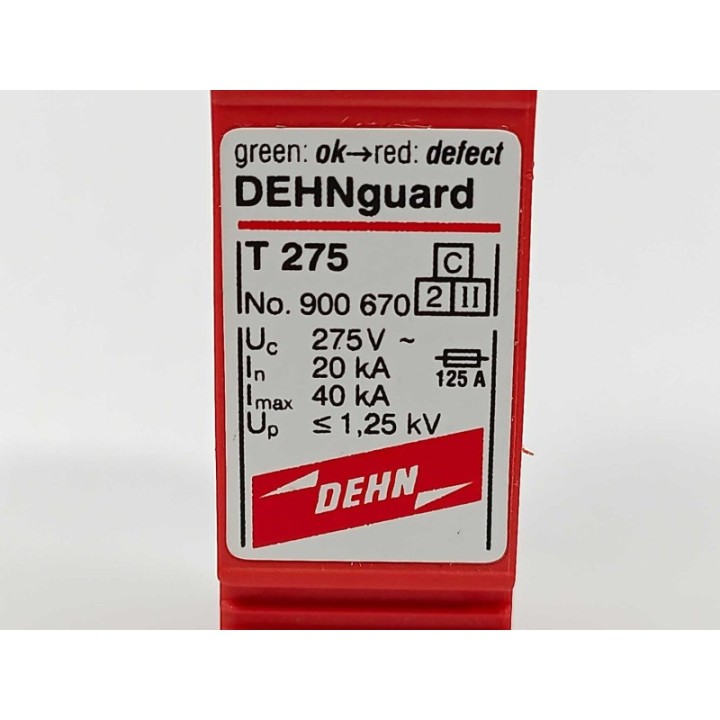 green: ok→red: defect
DEHNguard
T 275
C
No. 900 670
2 II
Uc 275V ~
In 20 kA
125 A
Imax 40 kA
Up ≤ 1,25 kV
DEHN